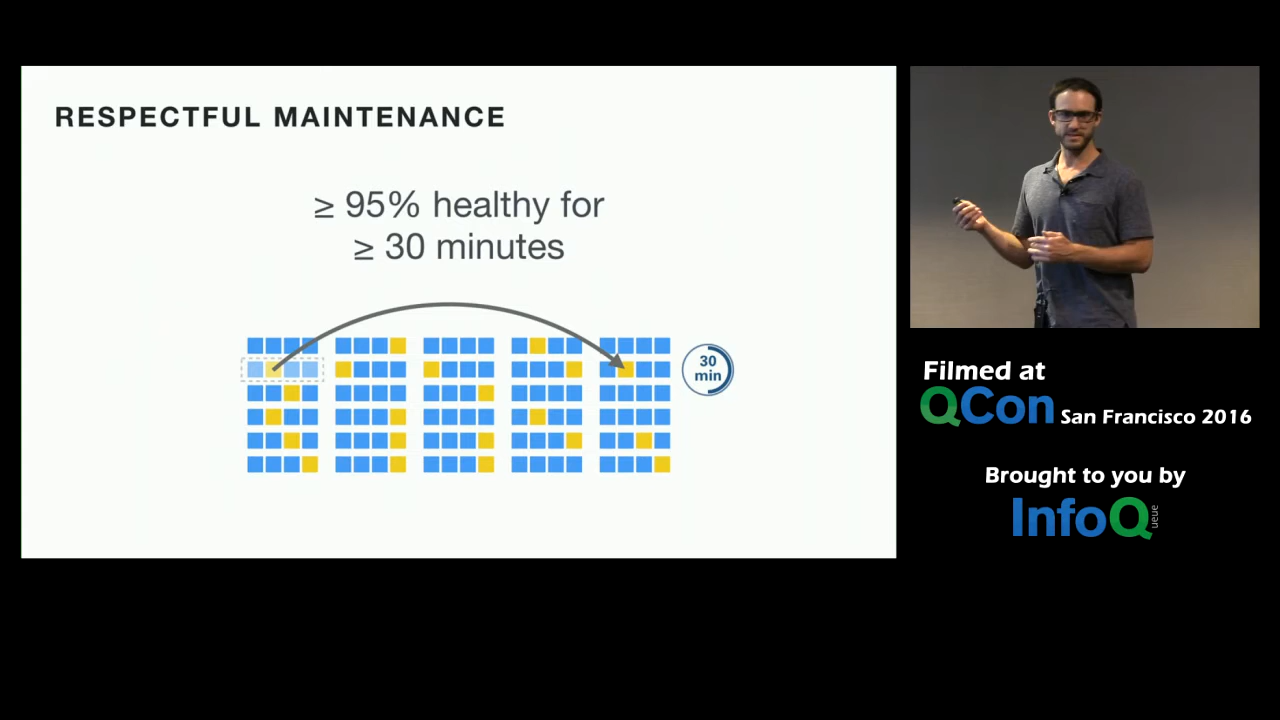 RESPECTFUL MAINTENANCE
≥ 95% healthy for
≥ 30 minutes
30
min
Filmed at
QCon San Francisco 2016
Brought to you by
InfoQueue